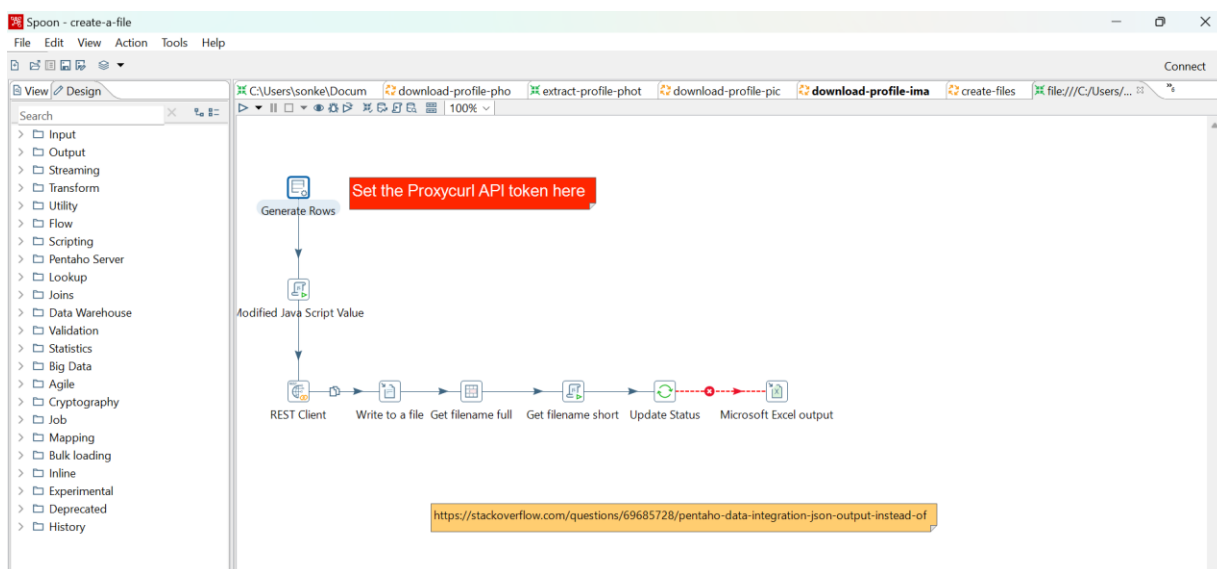 Spoon - create-a-file
File Edit View Action Tools Help
Connect
View Design
C:\Users\sonke\Docum download-profile-pho extract-profile-phot download-profile-pic download-profile-ima create-files file:///C:/Users/... »6
Search
100%
Input
Output
Streaming
Transform
Utility
Flow
Scripting
Pentaho Server
Lookup
Joins
Data Warehouse
Validation
Statistics
Big Data
Agile
Cryptography
Job
Mapping
Bulk loading
Inline
Experimental
Deprecated
History
Set the Proxycurl API token here
Generate Rows
Modified Java Script Value
REST Client Write to a file Get filename full Get filename short Update Status Microsoft Excel output
https://stackoverflow.com/questions/69685728/pentaho-data-integration-json-output-instead-of